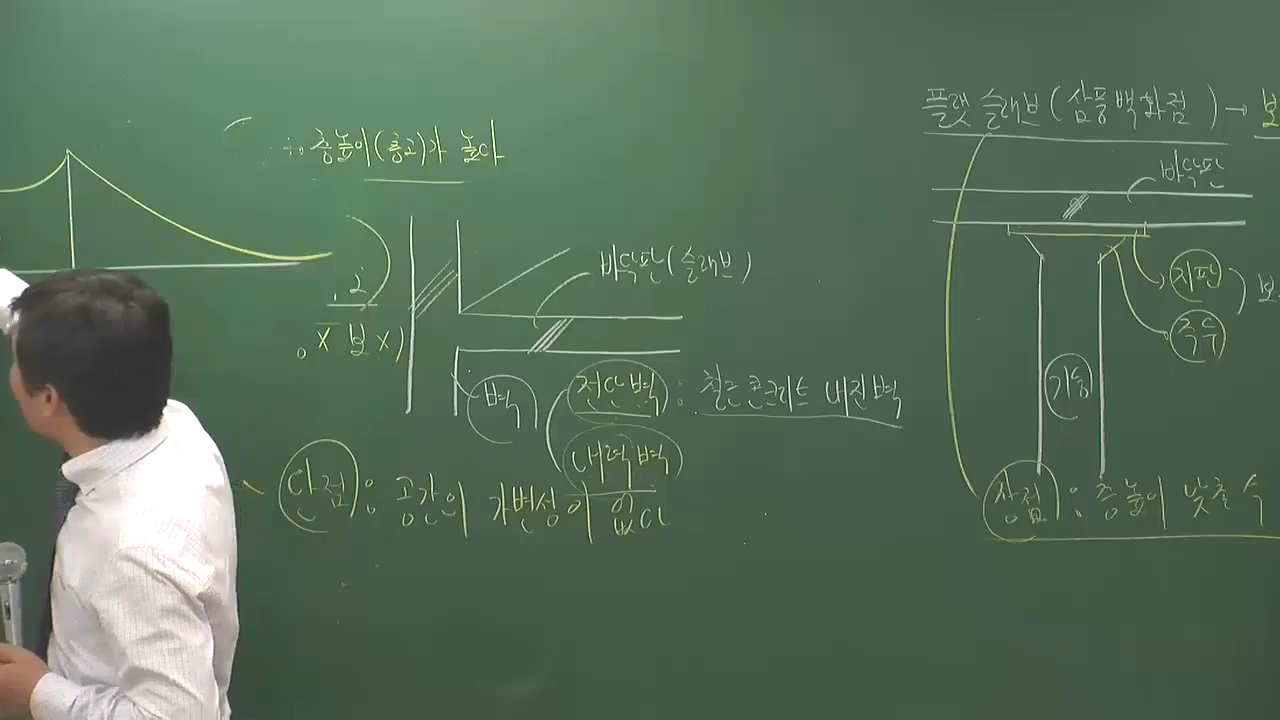 층높이(층고)가 높다
바닥판(슬래브)
x 보 x)
벽
전단벽 : 철근콘크리트 내진벽
내력벽
단점 : 공간의 가변성이 없다
플랫 슬래브(삼풍백화점) → 보
바닥판
지판
주두
보
기둥
장점 : 층높이 낮출 수